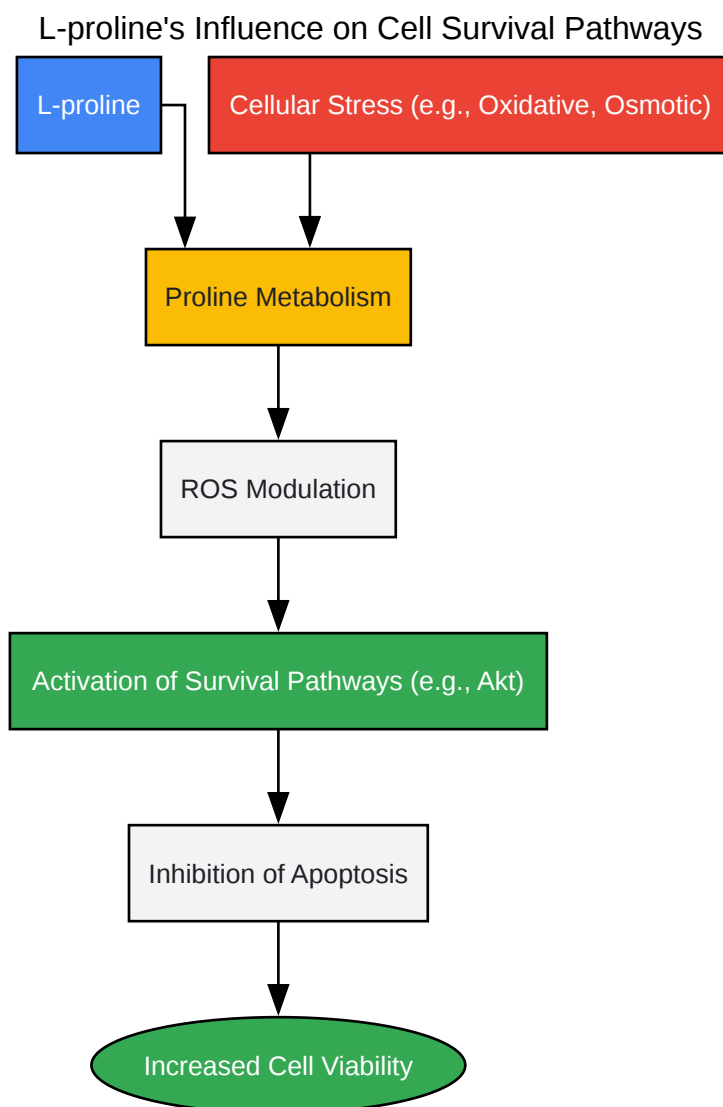 L-proline's Influence on Cell Survival Pathways
L-proline
Cellular Stress (e.g., Oxidative, Osmotic)
Proline Metabolism
ROS Modulation
Activation of Survival Pathways (e.g., Akt)
Inhibition of Apoptosis
Increased Cell Viability